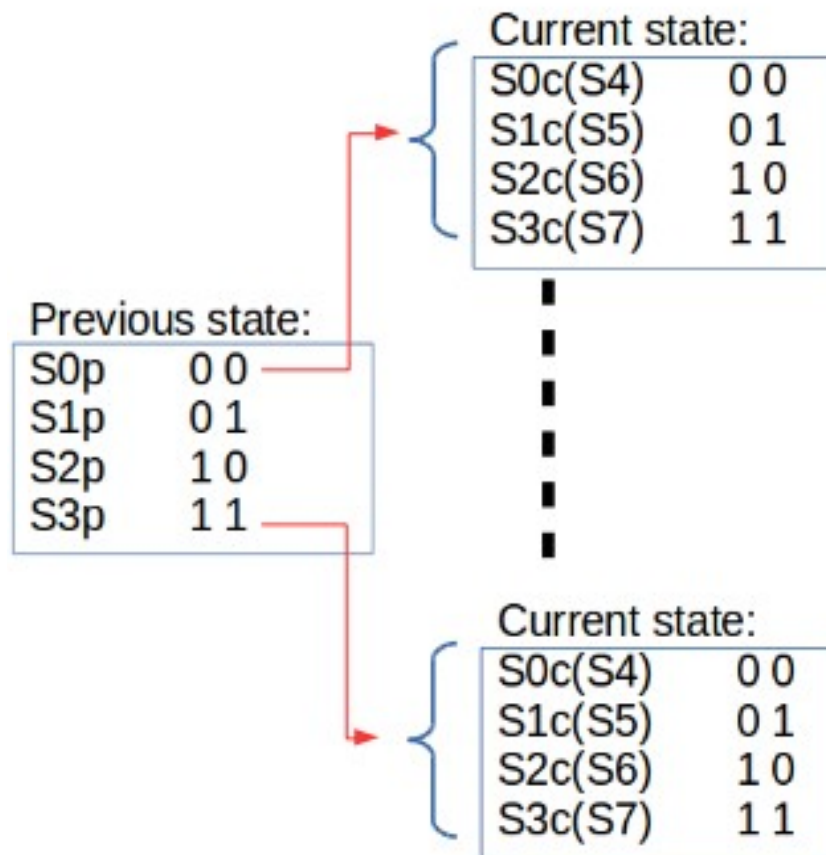 Current state:
S0c(S4) 0 0
S1c(S5) 0 1
S2c(S6) 1 0
S3c(S7) 1 1
Previous state:
S0p 0 0
S1p 0 1
S2p 1 0
S3p 1 1
Current state:
S0c(S4) 0 0
S1c(S5) 0 1
S2c(S6) 1 0
S3c(S7) 1 1